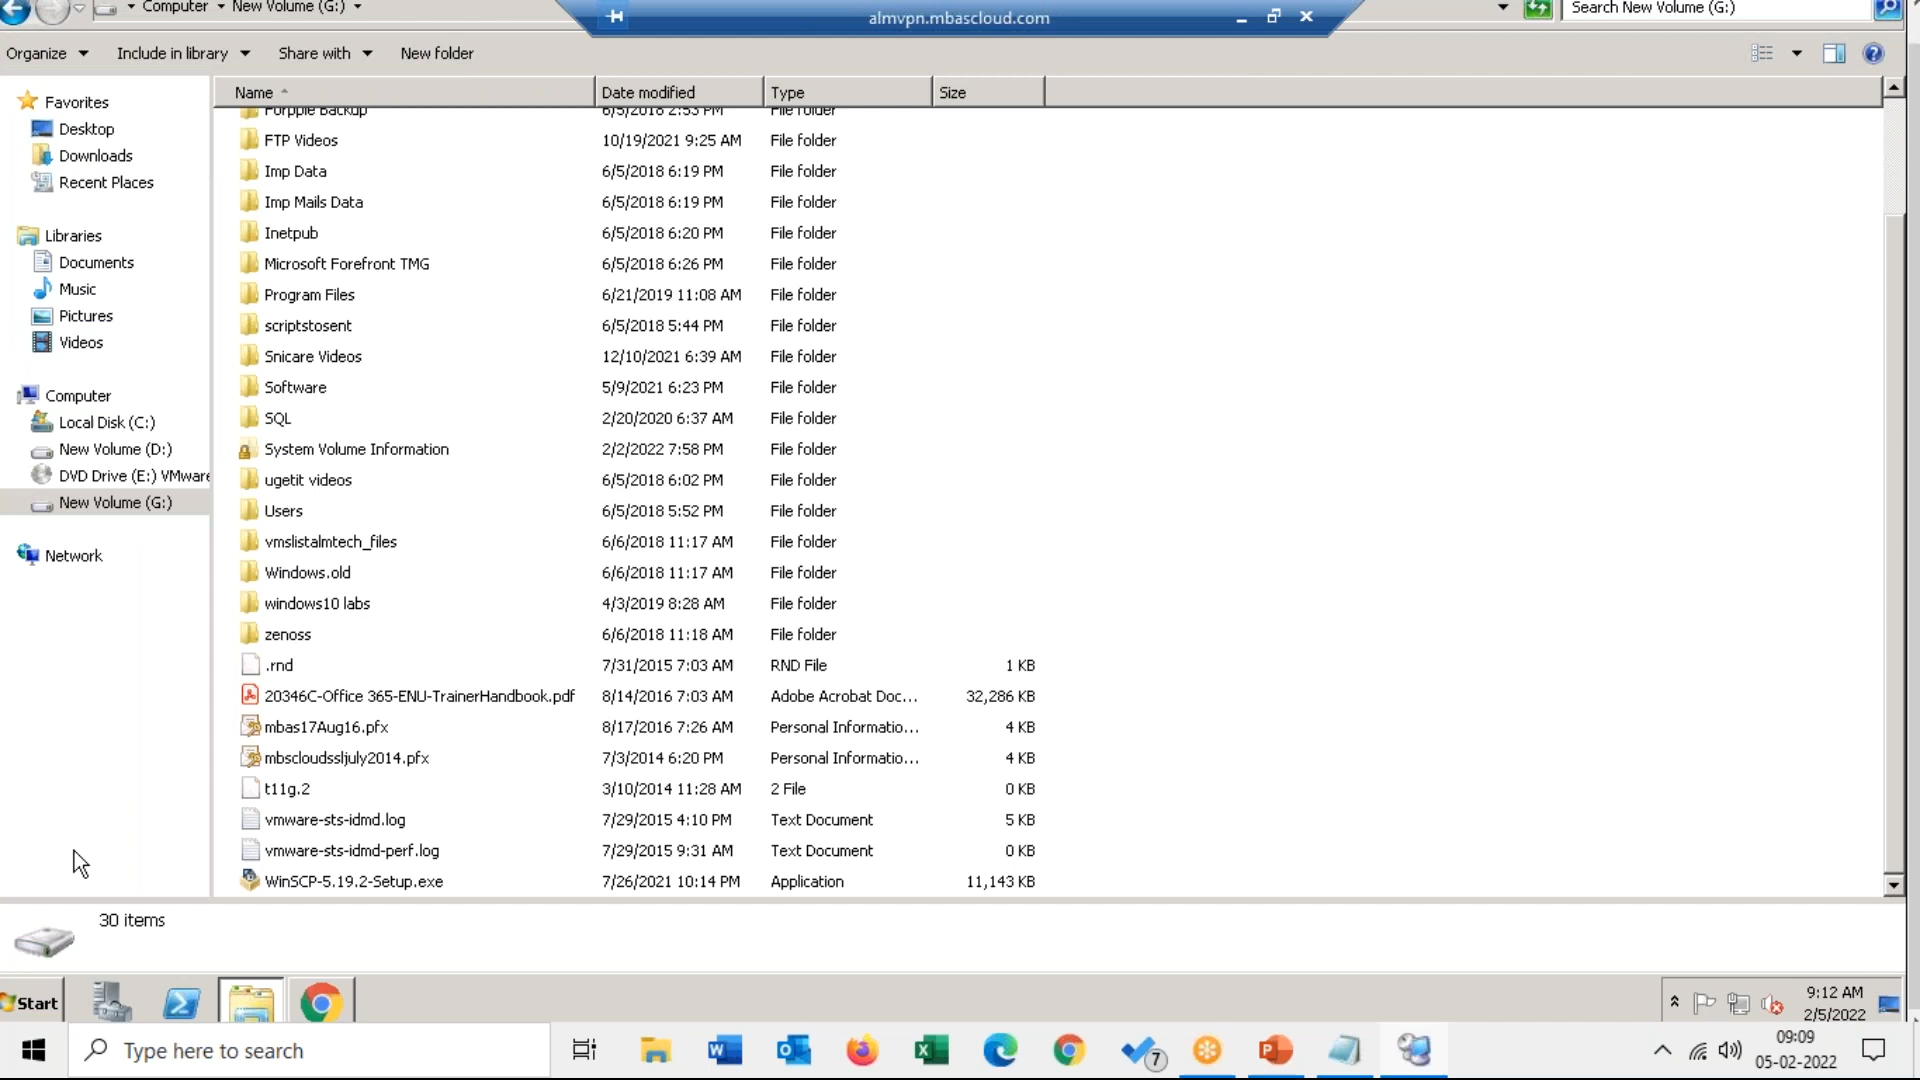 Computer New Volume (G:)
almvpn.mbascloud.com
Search New Volume (G:)
Organize Include in library Share with New folder
Name Date modified Type Size
Favorites
Desktop
Downloads
Recent Places
Libraries
Documents
Music
Pictures
Videos
Computer
Local Disk (C:)
New Volume (D:)
DVD Drive (E:) VMware
New Volume (G:)
Network
Backup 6/5/2018 2:53 PM File folder
FTP Videos 10/19/2021 9:25 AM File folder
Imp Data 6/5/2018 6:19 PM File folder
Imp Mails Data 6/5/2018 6:19 PM File folder
Inetpub 6/5/2018 6:20 PM File folder
Microsoft Forefront TMG 6/5/2018 6:26 PM File folder
Program Files 6/21/2019 11:08 AM File folder
scriptstosent 6/5/2018 5:44 PM File folder
Snicare Videos 12/10/2021 6:39 AM File folder
Software 5/9/2021 6:23 PM File folder
SQL 2/20/2020 6:37 AM File folder
System Volume Information 2/2/2022 7:58 PM File folder
ugetit videos 6/5/2018 6:02 PM File folder
Users 6/5/2018 5:52 PM File folder
vmslistalmtech_files 6/6/2018 11:17 AM File folder
Windows.old 6/6/2018 11:17 AM File folder
windows10 labs 4/3/2019 8:28 AM File folder
zenoss 6/6/2018 11:18 AM File folder
.rnd 7/31/2015 7:03 AM RND File 1 KB
20346C-Office 365-ENU-TrainerHandbook.pdf 8/14/2016 7:03 AM Adobe Acrobat Doc... 32,286 KB
mbas17Aug16.pfx 8/17/2016 7:26 AM Personal Informatio... 4 KB
mbscloudssljuly2014.pfx 7/3/2014 6:20 PM Personal Informatio... 4 KB
t11g.2 3/10/2014 11:28 AM 2 File 0 KB
vmware-sts-idmd.log 7/29/2015 4:10 PM Text Document 5 KB
vmware-sts-idmd-perf.log 7/29/2015 9:31 AM Text Document 0 KB
WinSCP-5.19.2-Setup.exe 7/26/2021 10:14 PM Application 11,143 KB
30 items
Start
9:12 AM
2/5/2022
Type here to search
7
09:09
05-02-2022